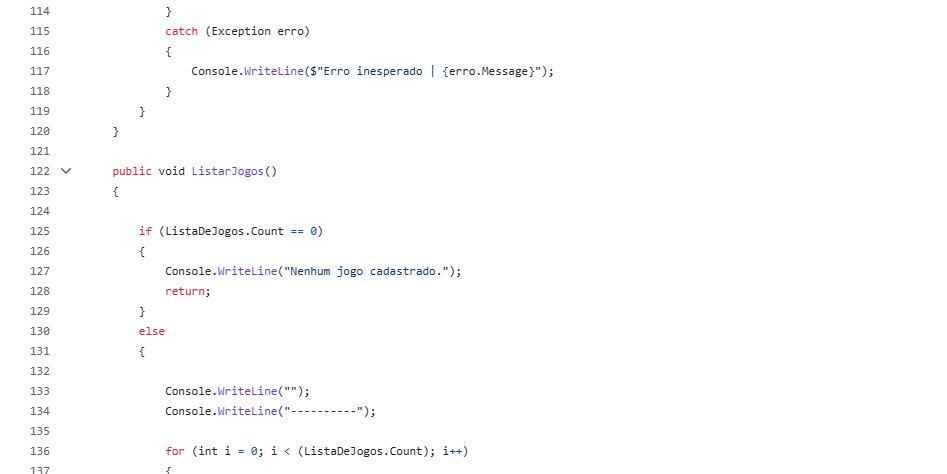 114                 }
115                 catch (Exception erro)
116                 {
117                     Console.WriteLine($"Erro inesperado | {erro.Message}");
118                 }
119             }
120         }
121
122         public void ListarJogos()
123         {
124
125             if (ListaDeJogos.Count == 0)
126             {
127                 Console.WriteLine("Nenhum jogo cadastrado.");
128                 return;
129             }
130             else
131             {
132
133                 Console.WriteLine("");
134                 Console.WriteLine("----------");
135
136                 for (int i = 0; i < (ListaDeJogos.Count); i++)
137                 {